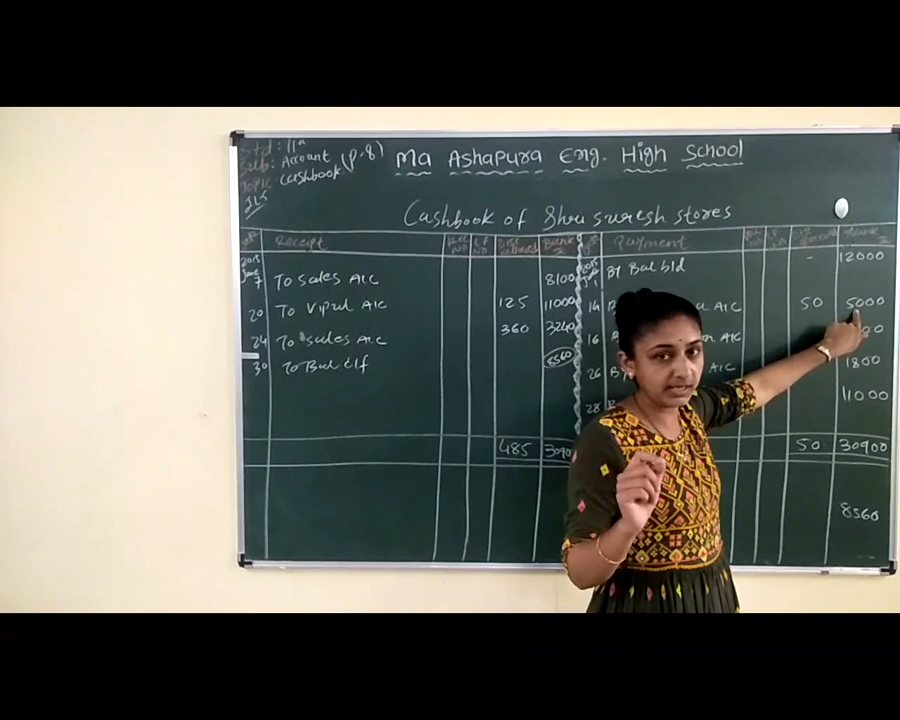 Std : 11th
Sub: Account
Topic Cashbook (P-8)
Ma Ashapura Eng. High School
Cashbook of Shri suresh stores
Receipt
Payment
2015 June 7 To Sales A/C 8100
20 To Vipul A/C 125 11000
24 To sales A/C 360 3240
30 To Bal c/f 8560
485
By Bal b/d - 12000
14 A/C 50 5000
16 A/C
26 A/C 1800
28 11000
50 30900
8560